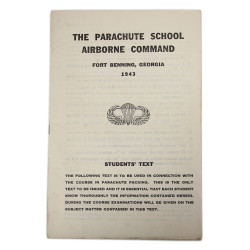 THE PARACHUTE SCHOOL
AIRBORNE COMMAND
FORT BENNING, GEORGIA
1943
STUDENTS' TEXT
THE FOLLOWING TEXT IS TO BE USED IN CONNECTION WITH
THE COURSE IN PARACHUTE PACKING. THIS IS THE ONLY
TEXT TO BE ISSUED AND IT IS ESSENTIAL THAT EACH STUDENT
KNOW THOROUGHLY THE INFORMATION CONTAINED HEREIN.
DURING THE COURSE EXAMINATIONS WILL BE GIVEN ON THE
SUBJECT MATTER CONTAINED IN THIS TEXT.